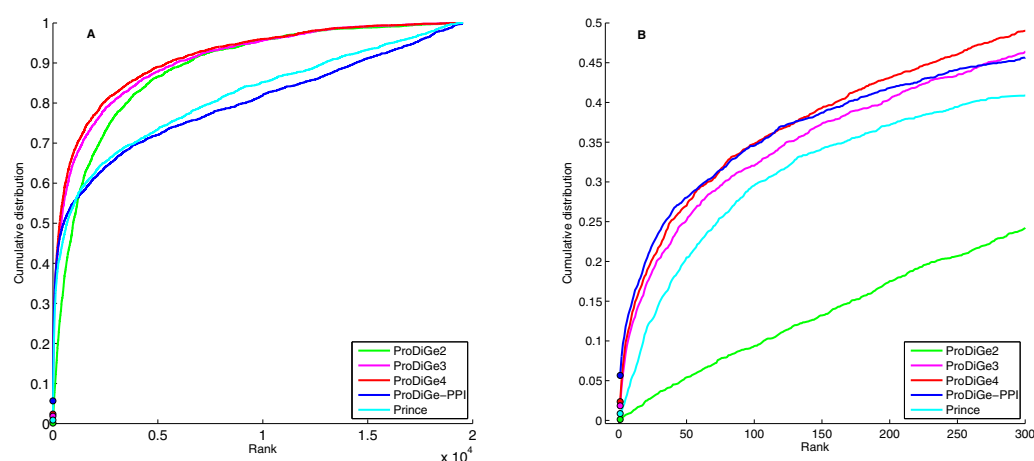 A
Cumulative distribution
1
0.9
0.8
0.7
0.6
0.5
0.4
0.3
0.2
0.1
0
0 0.5 1 1.5 2
Rank
x 10^4
ProDiGe2
ProDiGe3
ProDiGe4
ProDiGe−PPI
Prince
B
Cumulative distribution
0.5
0.45
0.4
0.35
0.3
0.25
0.2
0.15
0.1
0.05
0
0 50 100 150 200 250 300
Rank
ProDiGe2
ProDiGe3
ProDiGe4
ProDiGe−PPI
Prince